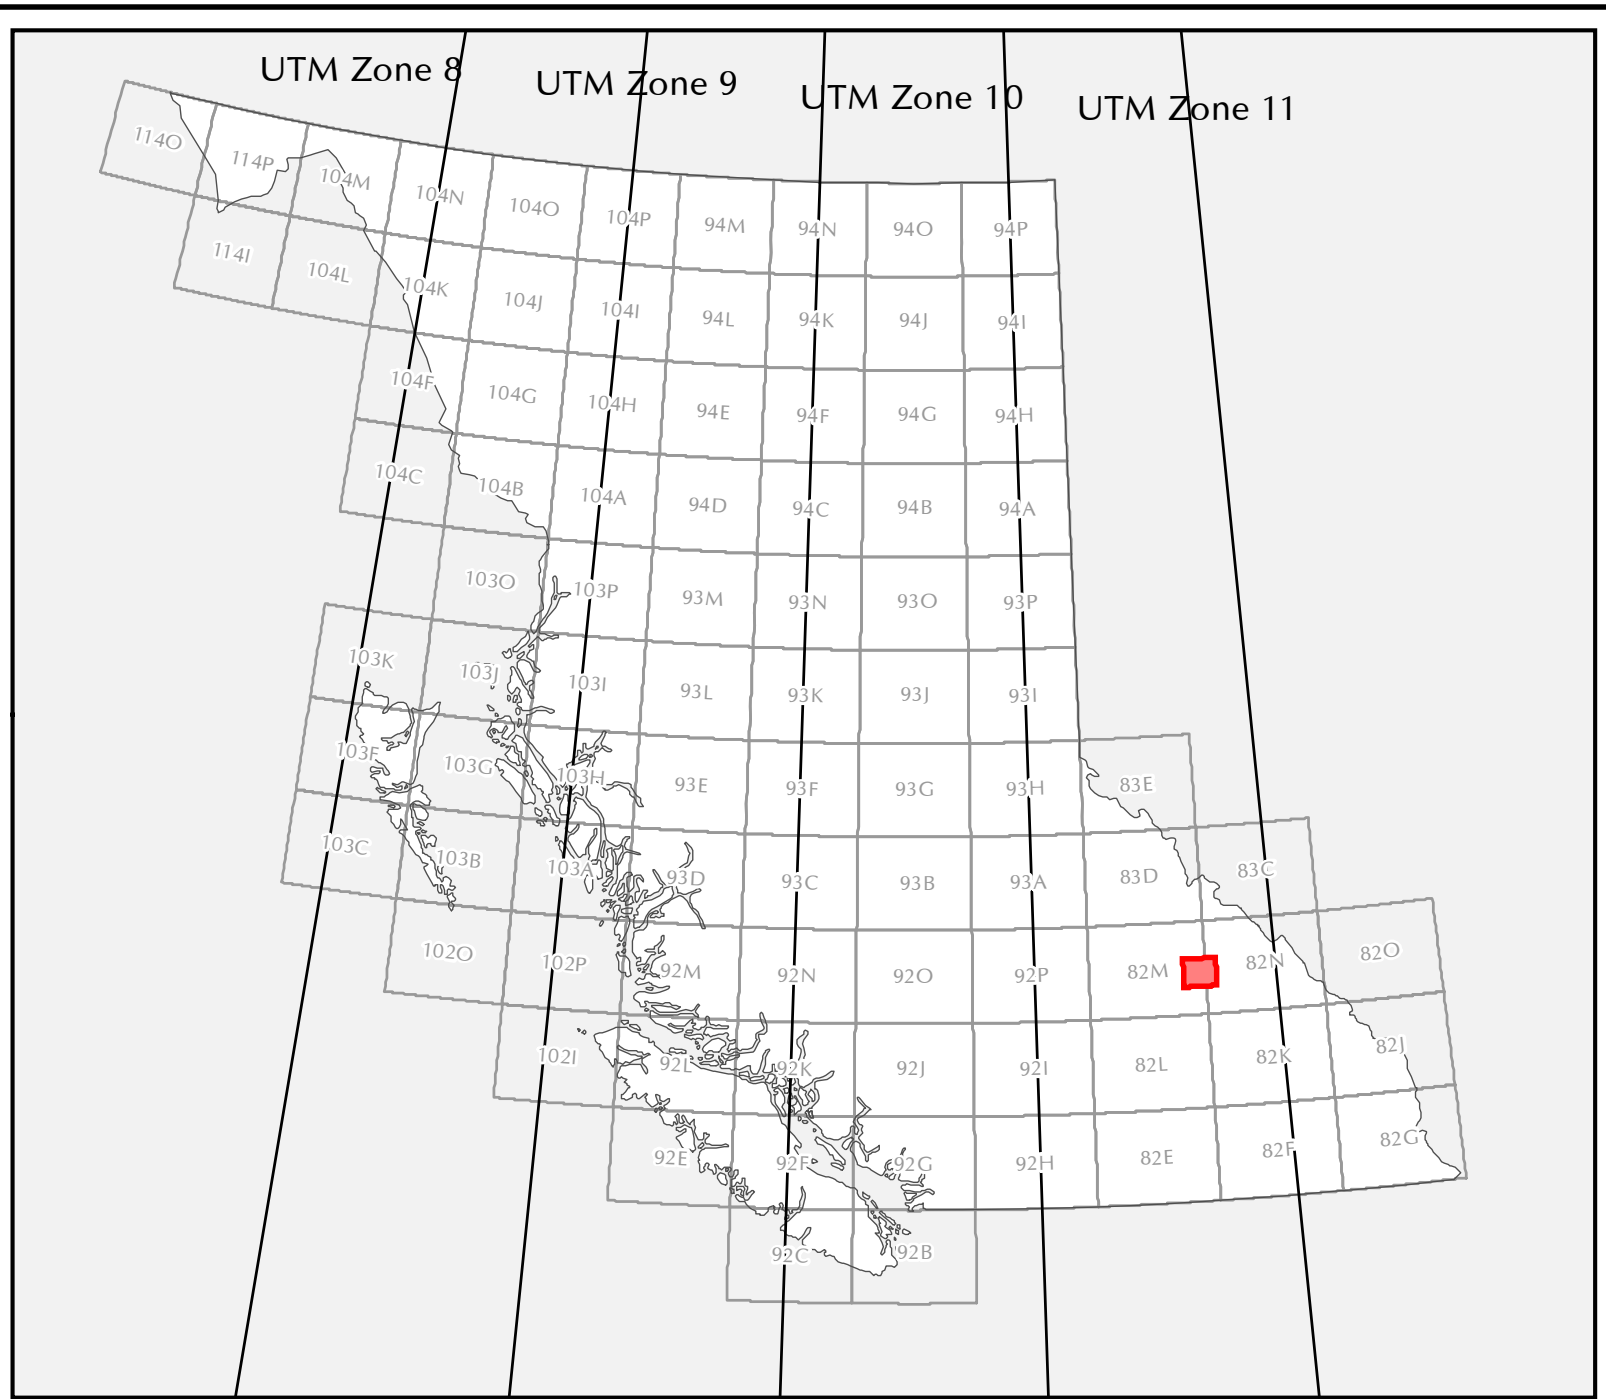 UTM Zone 8
UTM Zone 9
UTM Zone 10
UTM Zone 11
114O 114P 104M 104N 104O 104P 94M 94N 94O 94P
114I 104L 104K 104J 104I 94L 94K 94J 94I
104F 104G 104H 94E 94F 94G 94H
104C 104B 104A 94D 94C 94B 94A
103O 103P 93M 93N 93O 93P
103K 103J 103I 93L 93K 93J 93I
103F 103G 103H 93E 93F 93G 93H 83E
103C 103B 103A 93D 93C 93B 93A 83D 83C
102O 102P 92M 92N 92O 92P 82M 82N 82O
102I 92L 92K 92J 92I 82L 82K 82J
92E 92F 92G 92H 82E 82F 82G
92C 92B